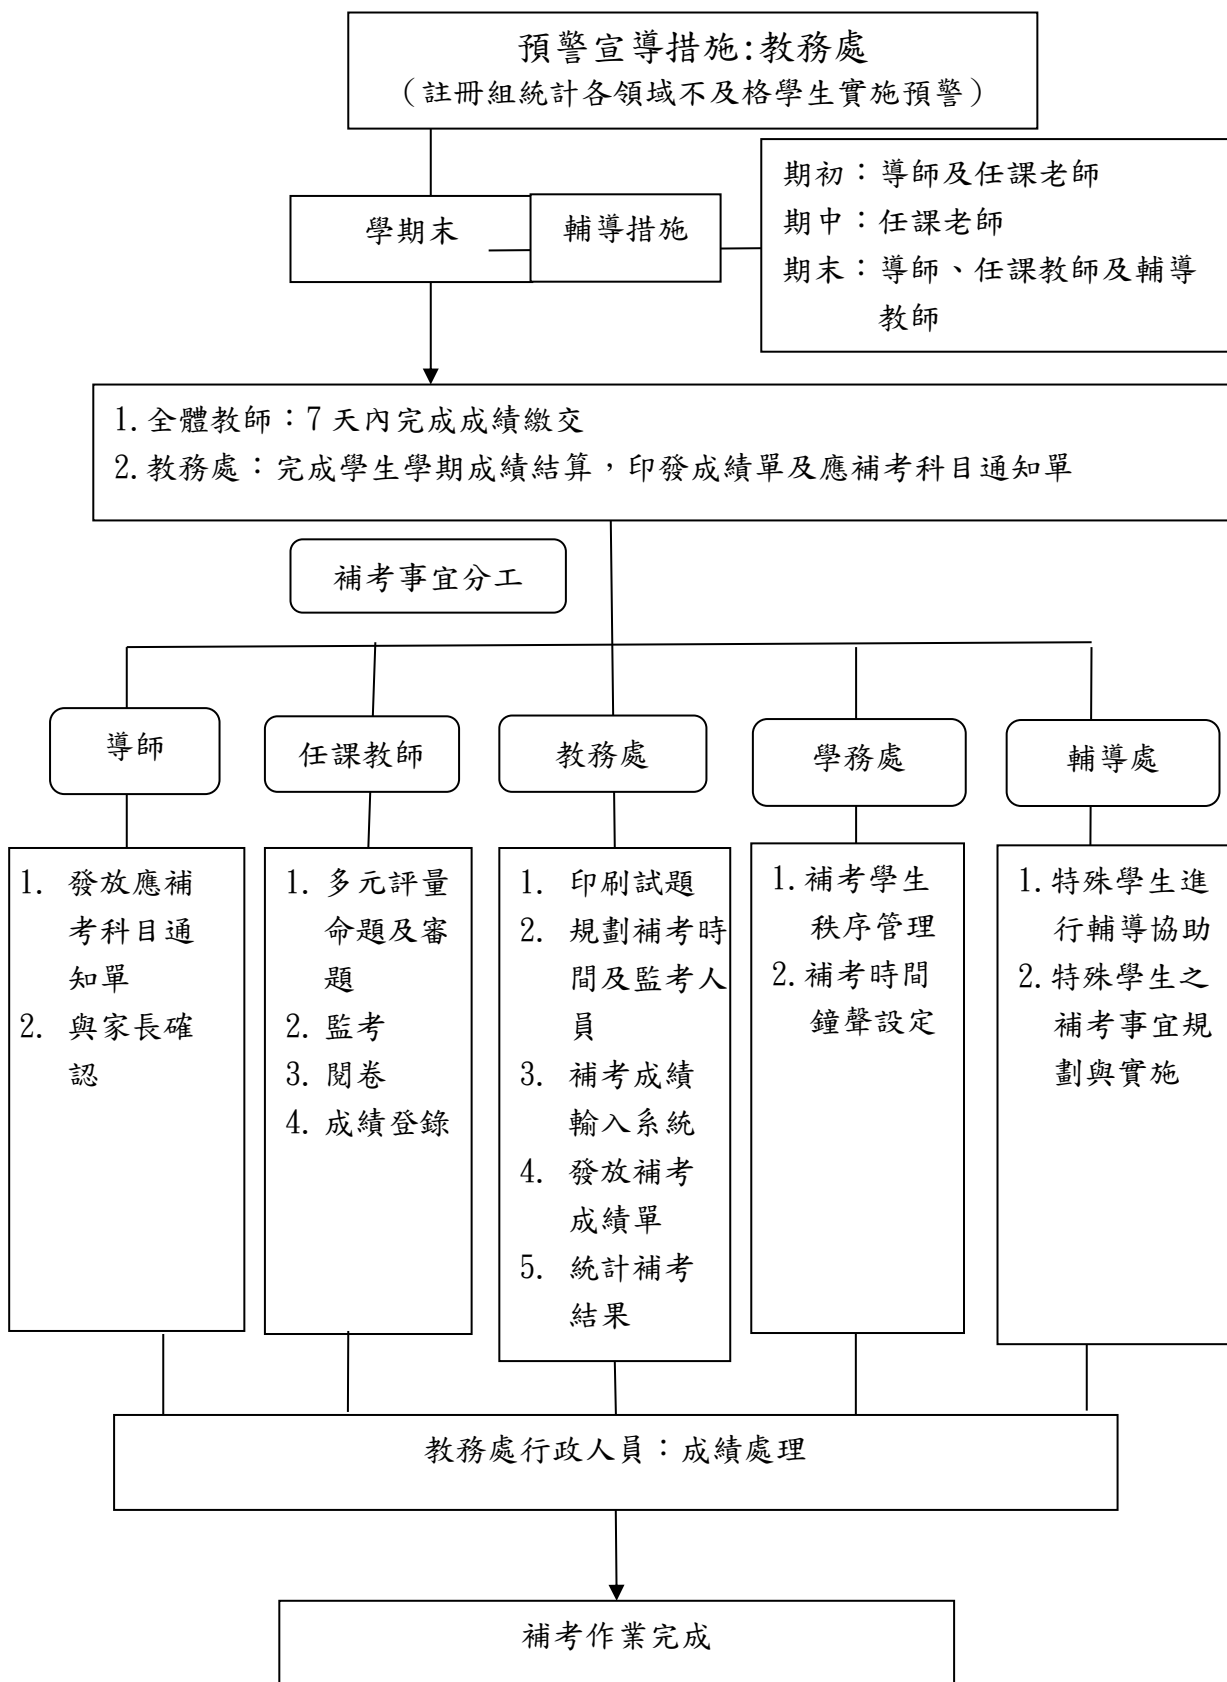 預警宣導措施:教務處
（註冊組統計各領域不及格學生實施預警）
期初：導師及任課老師
期中：任課老師
期末：導師、任課教師及輔導
教師
學期末
輔導措施
1.全體教師：7天內完成成績繳交
2.教務處：完成學生學期成績結算，印發成績單及應補考科目通知單
補考事宜分工
導師
任課教師
教務處
學務處
輔導處
1. 發放應補
考科目通
知單
2. 與家長確
認
1. 多元評量
命題及審
題
2. 監考
3. 閱卷
4. 成績登錄
1. 印刷試題
2. 規劃補考時
間及監考人
員
3. 補考成績
輸入系統
4. 發放補考
成績單
5. 統計補考
結果
1.補考學生
秩序管理
2.補考時間
鐘聲設定
1.特殊學生進
行輔導協助
2.特殊學生之
補考事宜規
劃與實施
教務處行政人員：成績處理
補考作業完成